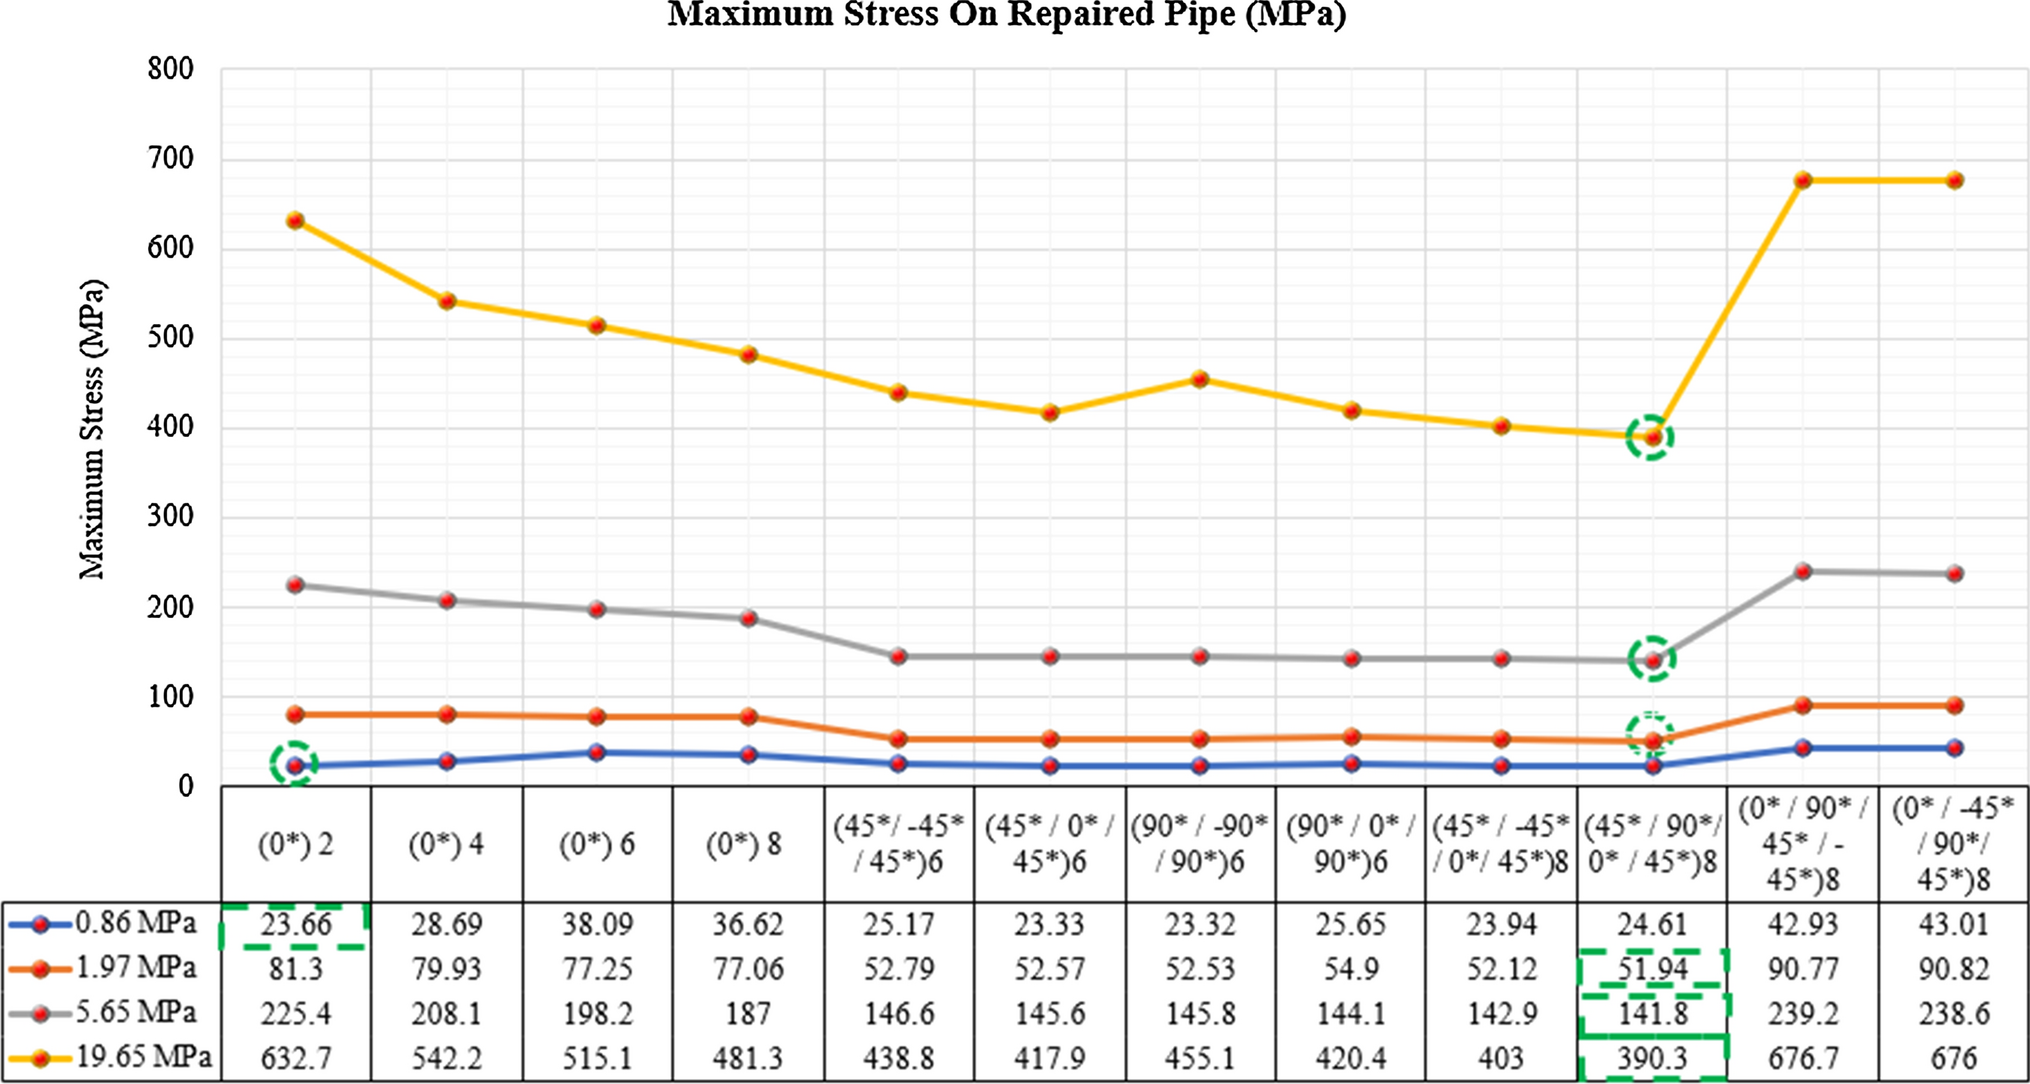 Maximum Stress On Repaired Pipe (MPa)
800
700
600
500
400
300
200
100
0
Maximum Stress (MPa)
(0*) 2
(0*) 4
(0*) 6
(0*) 8
(45*/ -45*
/ 45*)6
(45* / 0* /
45*)6
(90* / -90*
/ 90*)6
(90* / 0* /
90*)6
(45* / -45*
/ 0*/ 45*)8
(45* / 90*/
0* / 45*)8
(0* / 90* /
45* / -
45*)8
(0* / -45*
/ 90*/
45*)8
0.86 MPa 23.66 28.69 38.09 36.62 25.17 23.33 23.32 25.65 23.94 24.61 42.93 43.01
1.97 MPa 81.3 79.93 77.25 77.06 52.79 52.57 52.53 54.9 52.12 51.94 90.77 90.82
5.65 MPa 225.4 208.1 198.2 187 146.6 145.6 145.8 144.1 142.9 141.8 239.2 238.6
19.65 MPa 632.7 542.2 515.1 481.3 438.8 417.9 455.1 420.4 403 390.3 676.7 676